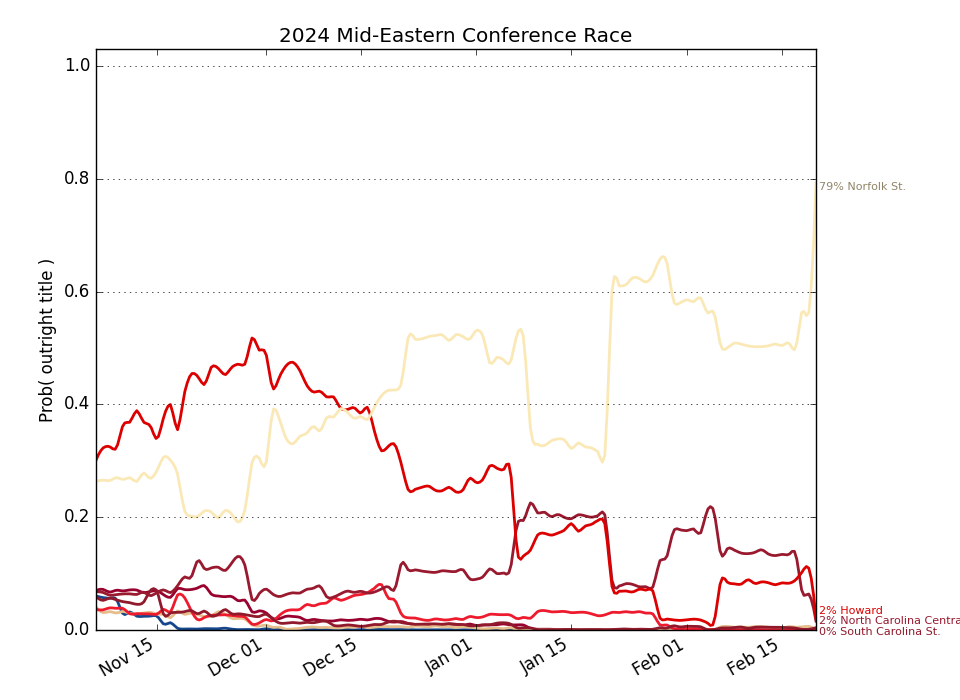 2024 Mid-Eastern Conference Race
Prob( outright title )
1.0
0.8
0.6
0.4
0.2
0.0
79% Norfolk St.
2% Howard
2% North Carolina Centra
0% South Carolina St.
Nov 15
Dec 01
Dec 15
Jan 01
Jan 15
Feb 01
Feb 15